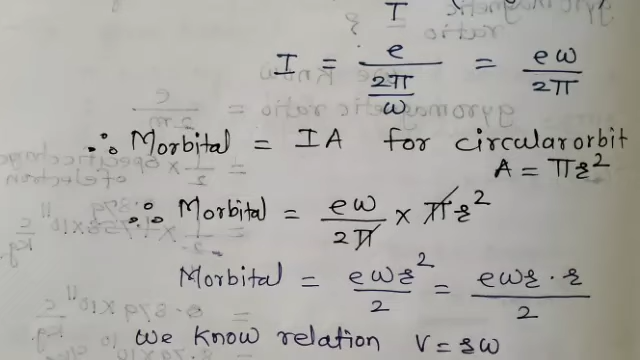 I
I = e / (2π/ω) = eω / 2π
∴ Morbital = IA for circular orbit
A = πr²
∴ Morbital = eω / 2π × πr²
Morbital = eωr² / 2 = eωr · r / 2
We know relation V = rω